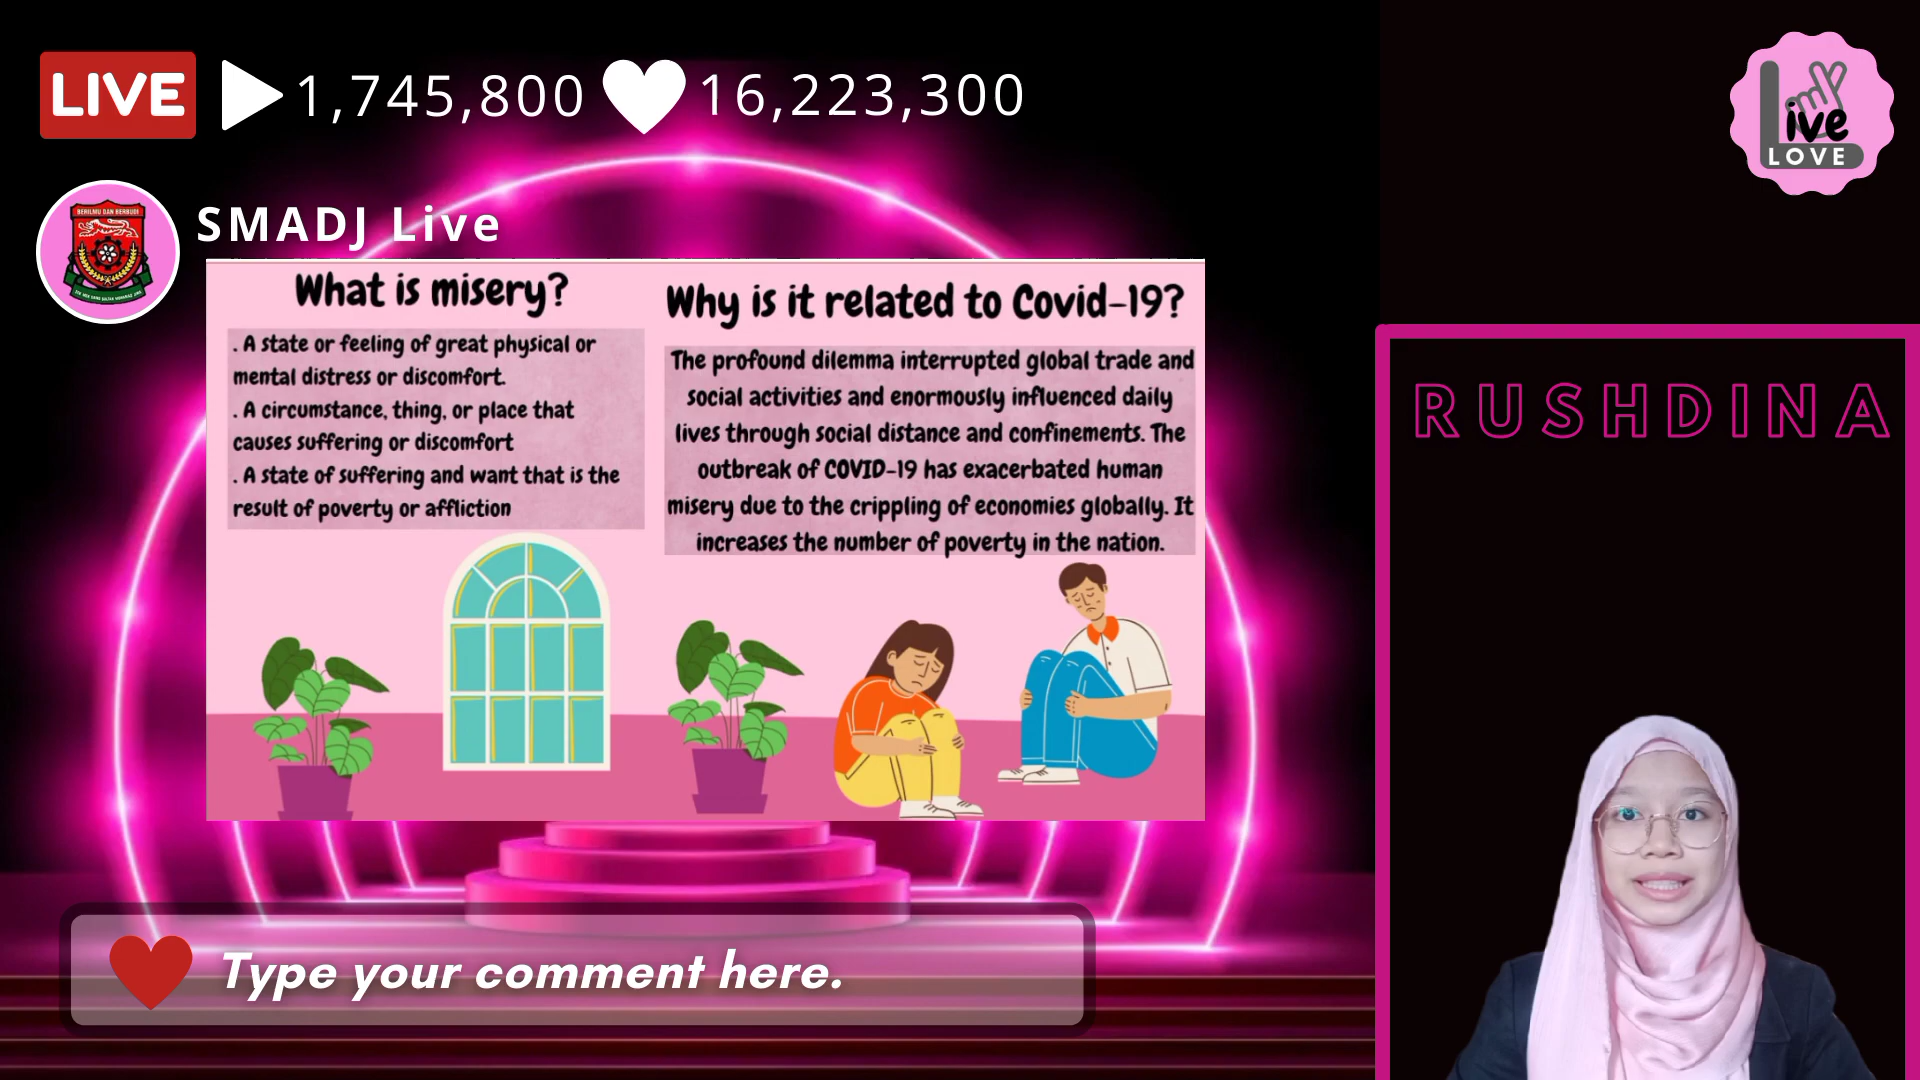 LIVE 1,745,800 16,223,300
ive
LOVE
BERILMU DAN BERBUDI
SMADJ Live
What is misery?
. A state or feeling of great physical or
mental distress or discomfort.
. A circumstance, thing, or place that
causes suffering or discomfort
. A state of suffering and want that is the
result of poverty or affliction
Why is it related to Covid-19?
The profound dilemma interrupted global trade and
social activities and enormously influenced daily
lives through social distance and confinements. The
outbreak of COVID-19 has exacerbated human
misery due to the crippling of economies globally. It
increases the number of poverty in the nation.
RUSHDINA
Type your comment here.